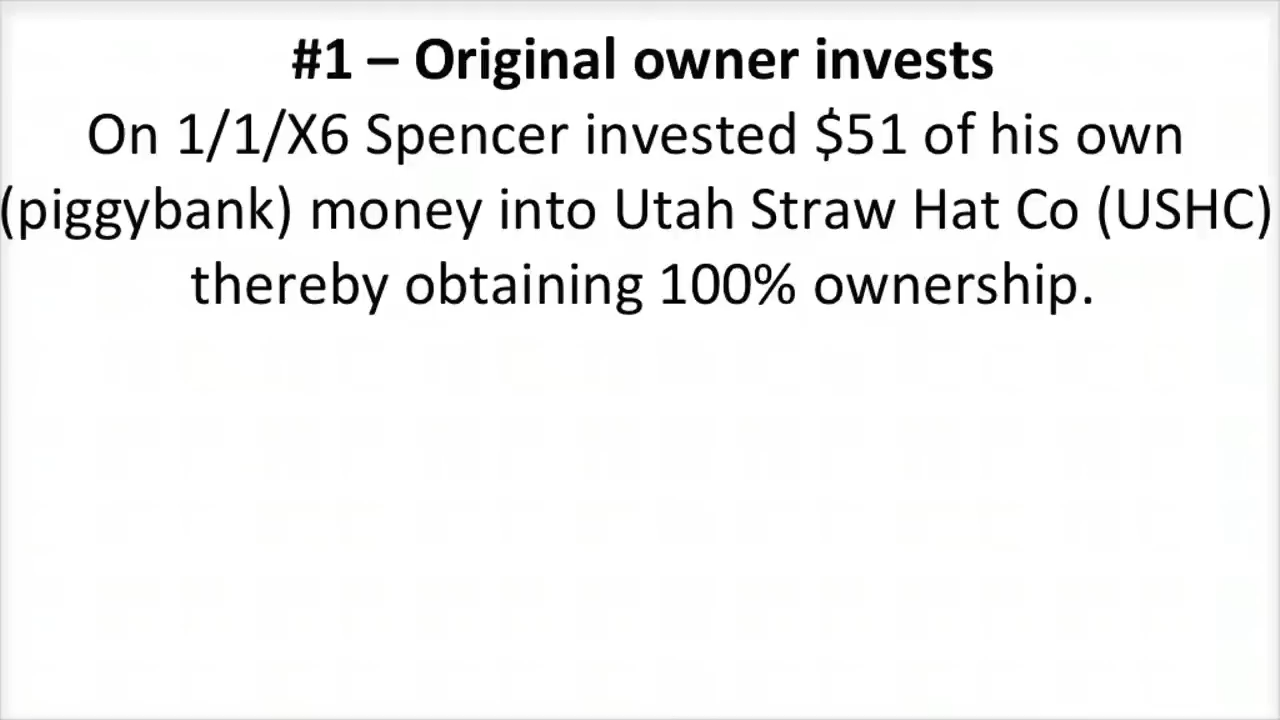 #1 – Original owner invests
On 1/1/X6 Spencer invested $51 of his own
(piggybank) money into Utah Straw Hat Co (USHC)
thereby obtaining 100% ownership.